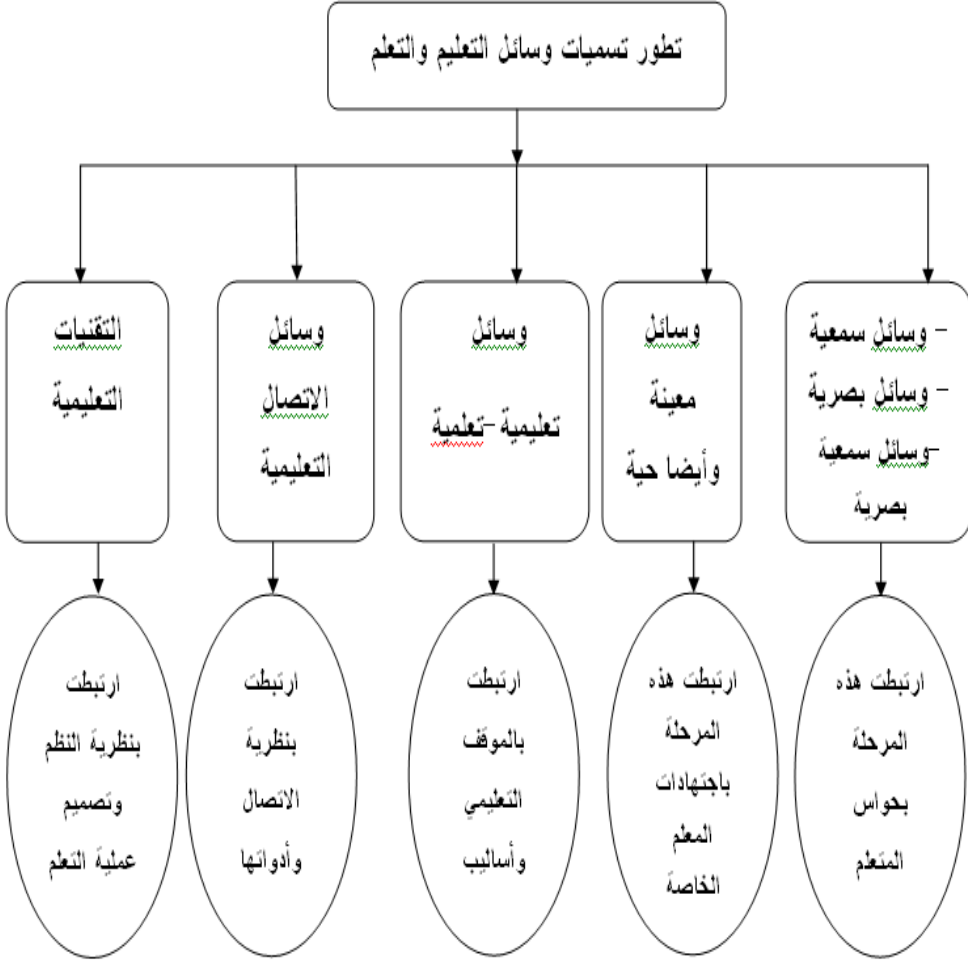 تطور تسميات وسائل التعليم والتعلم
- وسائل سمعية
- وسائل بصرية
-وسائل سمعية
بصرية
وسائل
معينة
وأيضا حية
وسائل
تعليمية -تعلمية
وسائل
الاتصال
التعليمية
التقنيات
التعليمية
ارتبطت هذه
المرحلة
بحواس
المتعلم
ارتبطت هذه
المرحلة
باجتهادات
المعلم
الخاصة
ارتبطت
بالموقف
التعليمي
وأساليب
ارتبطت
بنظرية
الاتصال
وأدواتها
ارتبطت
بنظرية النظم
وتصميم
عملية التعلم